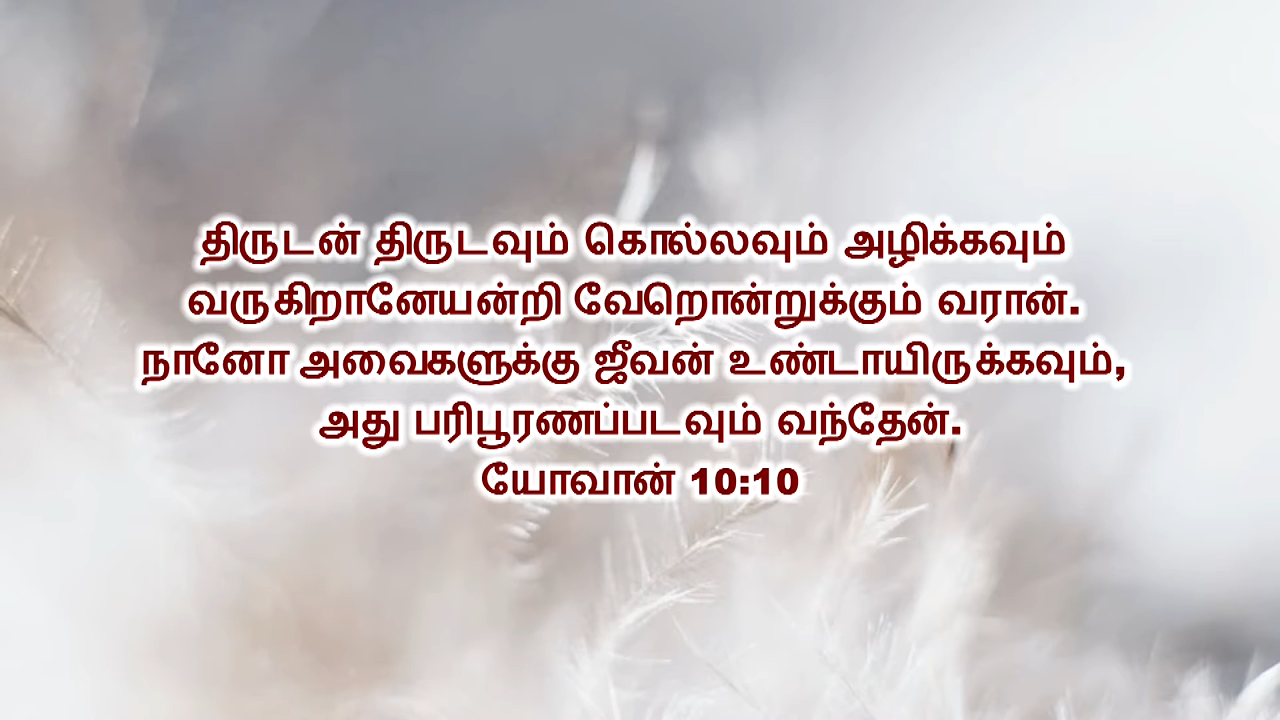 திருடன் திருடவும் கொல்லவும் அழிக்கவும்
வருகிறானேயன்றி வேறொன்றுக்கும் வரான்.
நானோ அவைகளுக்கு ஜீவன் உண்டாயிருக்கவும்,
அது பரிபூரணப்படவும் வந்தேன்.
யோவான் 10:10